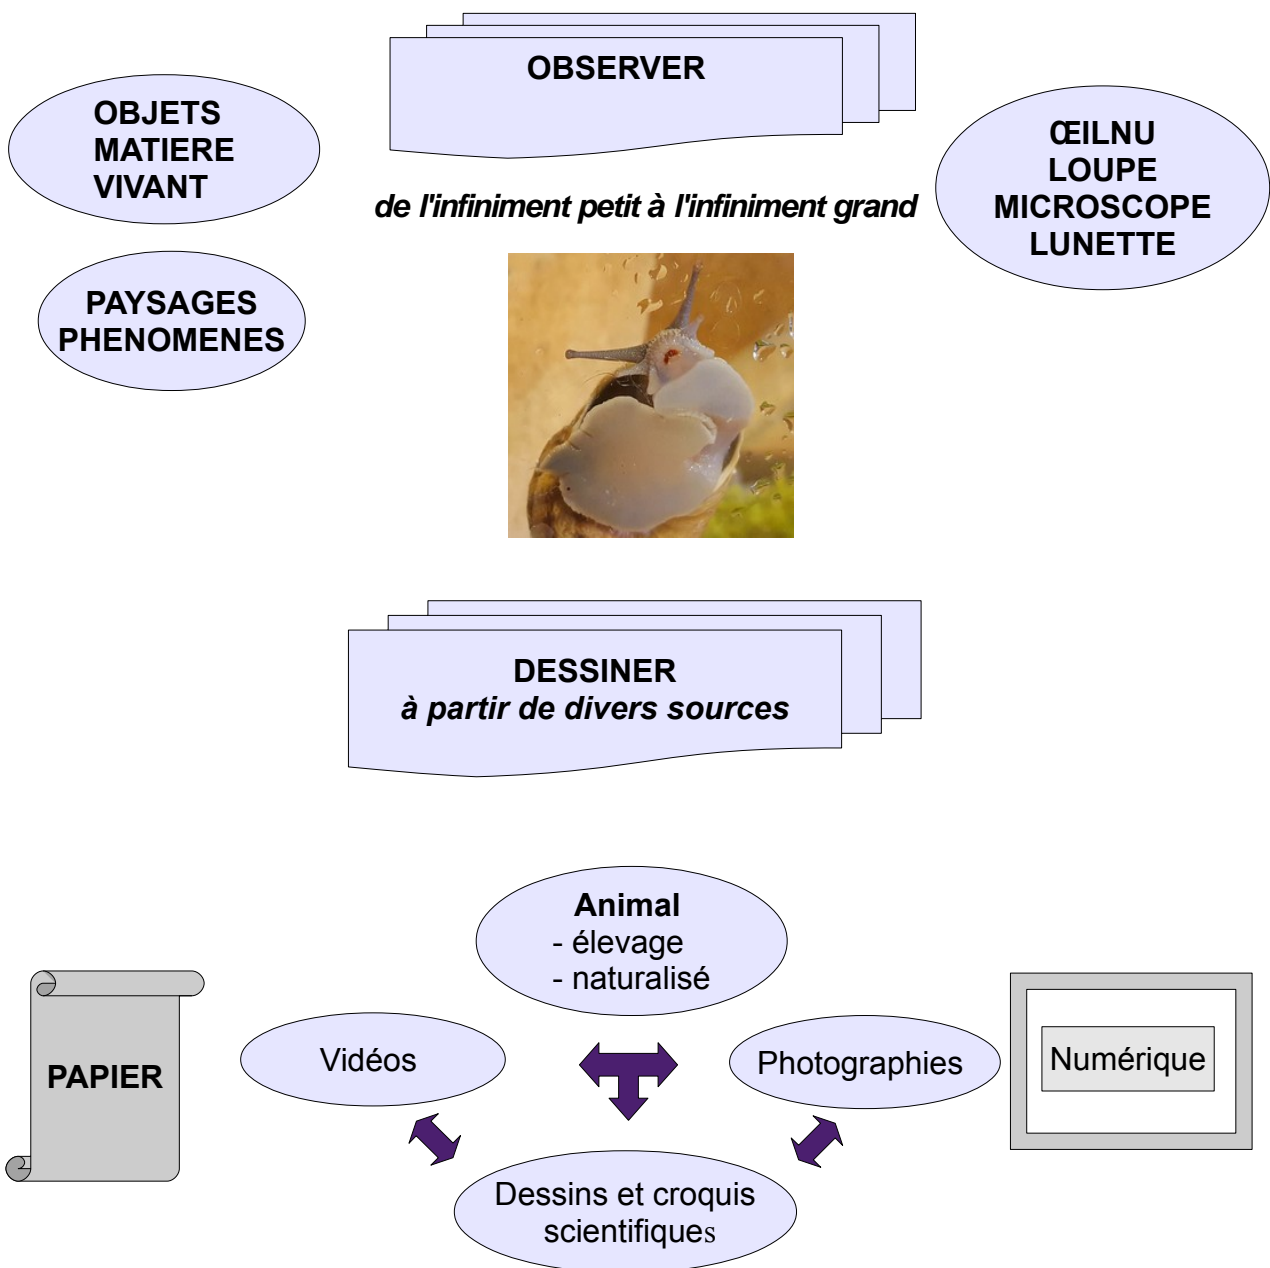 OBSERVER
OBJETS
MATIERE
VIVANT
ŒILNU
LOUPE
MICROSCOPE
LUNETTE
de l'infiniment petit à l'infiniment grand
PAYSAGES
PHENOMENES
DESSINER
à partir de divers sources
Animal
- élevage
- naturalisé
PAPIER
Vidéos
Photographies
Numérique
Dessins et croquis
scientifiques